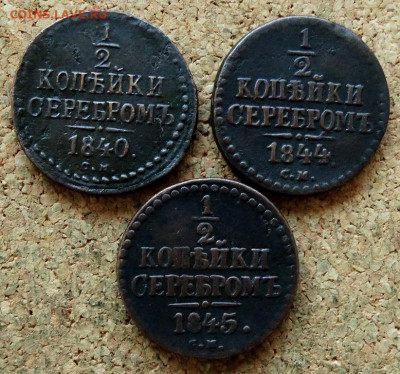 COINS.LAVE.RU
1
2
КОПѢЙКИ
СЕРЕБРОМЪ
1840.
С.М.
1
2
КОПѢЙКИ
СЕРЕБРОМЪ
1844
С.М.
1
2
КОПѢЙКИ
СЕРЕБРОМЪ
1845.
С.М.